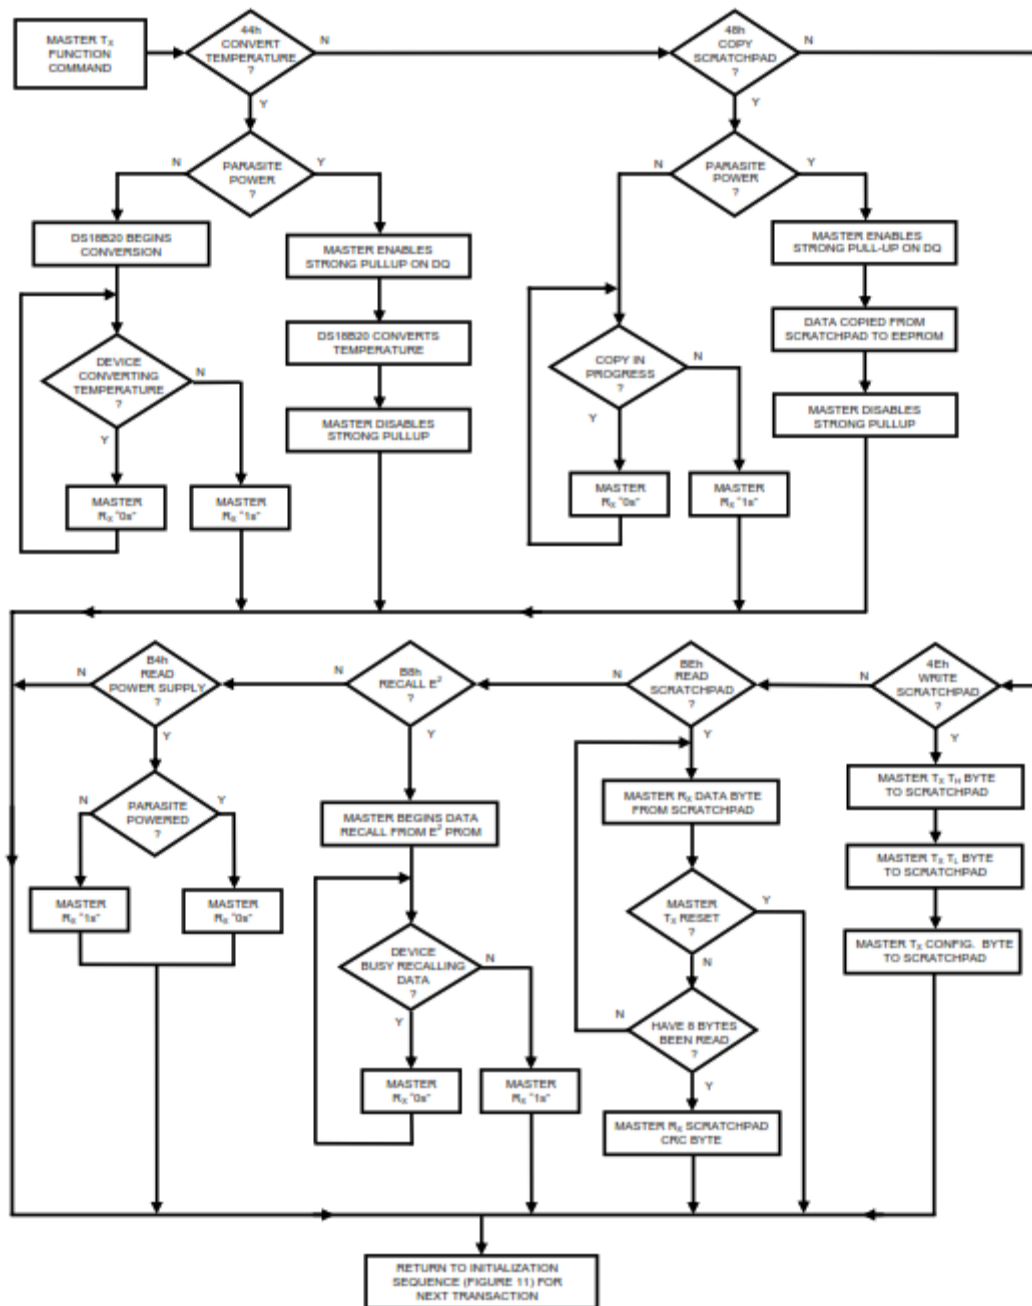 MASTER TX
FUNCTION
COMMAND
44h
CONVERT
TEMPERATURE
?
N
Y
48h
COPY
SCRATCHPAD
?
N
Y
PARASITE
POWER
?
N
Y
PARASITE
POWER
?
N
Y
DS18B20 BEGINS
CONVERSION
MASTER ENABLES
STRONG PULLUP ON DQ
MASTER ENABLES
STRONG PULL-UP ON DQ
DEVICE
CONVERTING
TEMPERATURE
?
N
Y
DS18B20 CONVERTS
TEMPERATURE
COPY IN
PROGRESS
?
N
Y
DATA COPIED FROM
SCRATCHPAD TO EEPROM
MASTER DISABLES
STRONG PULLUP
MASTER DISABLES
STRONG PULLUP
MASTER
RX "0s"
MASTER
RX "1s"
MASTER
RX "0s"
MASTER
RX "1s"
B4h
READ
POWER SUPPLY
?
N
Y
B8h
RECALL E2
?
N
Y
BEh
READ
SCRATCHPAD
?
N
Y
4Eh
WRITE
SCRATCHPAD
?
N
Y
PARASITE
POWERED
?
N
Y
MASTER BEGINS DATA
RECALL FROM E2 PROM
MASTER RX DATA BYTE
FROM SCRATCHPAD
MASTER TX TH BYTE
TO SCRATCHPAD
MASTER
RX "1s"
MASTER
RX "0s"
DEVICE
BUSY RECALLING
DATA
?
N
Y
MASTER
TX RESET
?
Y
N
MASTER TX TL BYTE
TO SCRATCHPAD
MASTER TX CONFIG. BYTE
TO SCRATCHPAD
HAVE 8 BYTES
BEEN READ
?
N
Y
MASTER
RX "0s"
MASTER
RX "1s"
MASTER RX SCRATCHPAD
CRC BYTE
RETURN TO INITIALIZATION
SEQUENCE (FIGURE 11) FOR
NEXT TRANSACTION